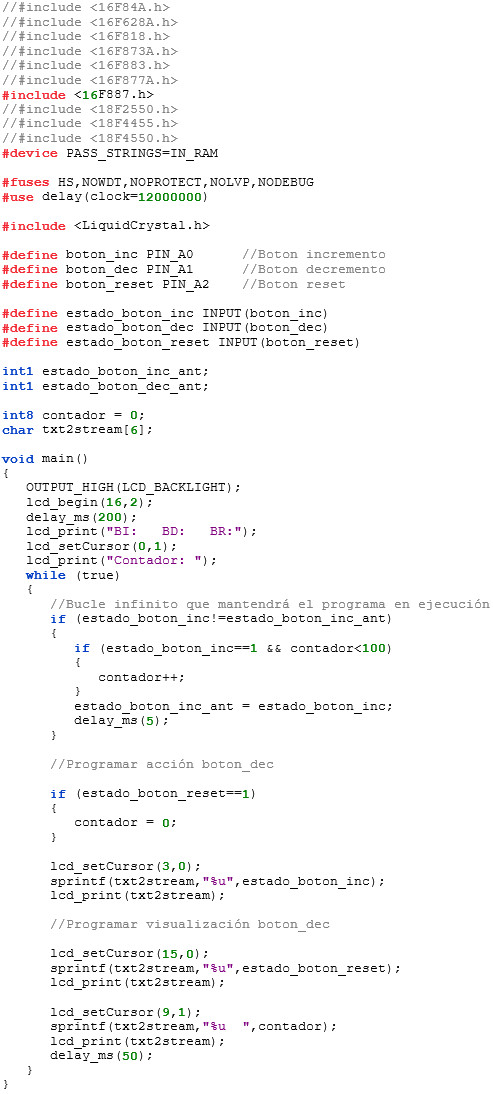 //#include <16F84A.h>
//#include <16F628A.h>
//#include <16F818.h>
//#include <16F873A.h>
//#include <16F883.h>
//#include <16F877A.h>
#include <16F887.h>
//#include <18F2550.h>
//#include <18F4455.h>
//#include <18F4550.h>
#device PASS_STRINGS=IN_RAM

#fuses HS,NOWDT,NOPROTECT,NOLVP,NODEBUG
#use delay(clock=12000000)

#include <LiquidCrystal.h>

#define boton_inc PIN_A0      //Boton incremento
#define boton_dec PIN_A1      //Boton decremento
#define boton_reset PIN_A2    //Boton reset

#define estado_boton_inc INPUT(boton_inc)
#define estado_boton_dec INPUT(boton_dec)
#define estado_boton_reset INPUT(boton_reset)

int1 estado_boton_inc_ant;
int1 estado_boton_dec_ant;

int8 contador = 0;
char txt2stream[6];

void main()
{
   OUTPUT_HIGH(LCD_BACKLIGHT);
   lcd_begin(16,2);
   delay_ms(200);
   lcd_print("BI:   BD:   BR:");
   lcd_setCursor(0,1);
   lcd_print("Contador: ");
   while (true)
   {
      //Bucle infinito que mantendrá el programa en ejecución
      if (estado_boton_inc!=estado_boton_inc_ant)
      {
         if (estado_boton_inc==1 && contador<100)
         {
            contador++;
         }
         estado_boton_inc_ant = estado_boton_inc;
         delay_ms(5);
      }

      //Programar acción boton_dec

      if (estado_boton_reset==1)
      {
         contador = 0;
      }

      lcd_setCursor(3,0);
      sprintf(txt2stream,"%u",estado_boton_inc);
      lcd_print(txt2stream);

      //Programar visualización boton_dec

      lcd_setCursor(15,0);
      sprintf(txt2stream,"%u",estado_boton_reset);
      lcd_print(txt2stream);

      lcd_setCursor(9,1);
      sprintf(txt2stream,"%u  ",contador);
      lcd_print(txt2stream);
      delay_ms(50);
   }
}